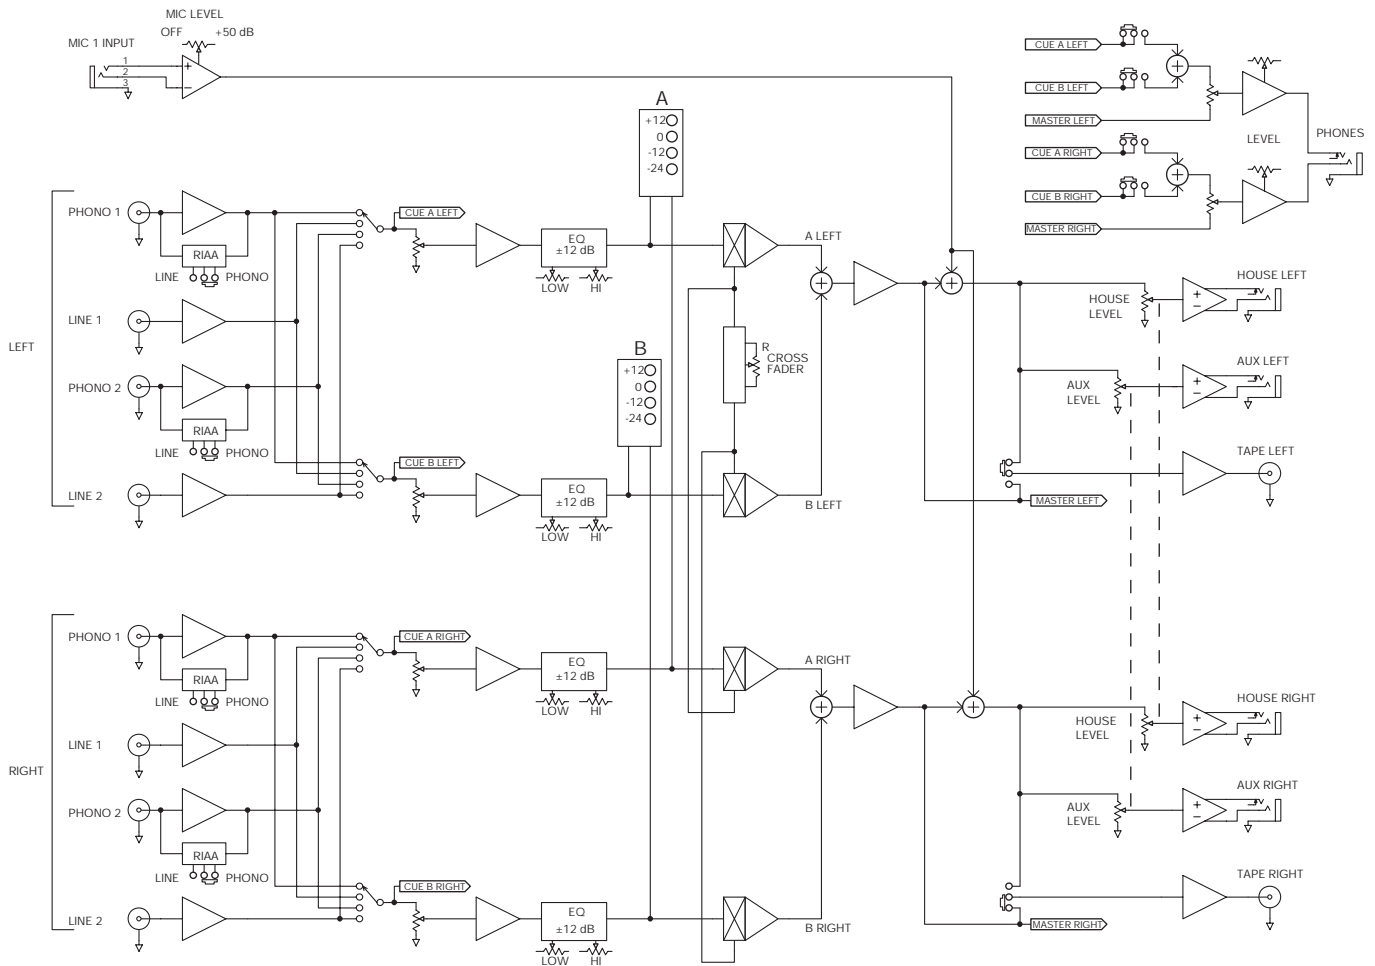 MIC LEVEL
OFF +50 dB
MIC 1 INPUT
1
2
3
+
−
CUE A LEFT
CUE B LEFT
MASTER LEFT
CUE A RIGHT
CUE B RIGHT
MASTER RIGHT
LEVEL
PHONES
A
+12
0
-12
-24
LEFT
PHONO 1
RIAA
LINE PHONO
LINE 1
PHONO 2
RIAA
LINE PHONO
LINE 2
CUE A LEFT
EQ
±12 dB
LOW HI
A LEFT
B
+12
0
-12
-24
R
CROSS
FADER
CUE B LEFT
EQ
±12 dB
LOW HI
B LEFT
HOUSE LEFT
HOUSE
LEVEL
+
−
AUX LEFT
AUX
LEVEL
+
−
TAPE LEFT
MASTER LEFT
RIGHT
PHONO 1
RIAA
LINE PHONO
LINE 1
PHONO 2
RIAA
LINE PHONO
LINE 2
CUE A RIGHT
EQ
±12 dB
LOW HI
A RIGHT
CUE B RIGHT
EQ
±12 dB
LOW HI
B RIGHT
HOUSE RIGHT
HOUSE
LEVEL
+
−
AUX RIGHT
AUX
LEVEL
+
−
TAPE RIGHT
MASTER RIGHT